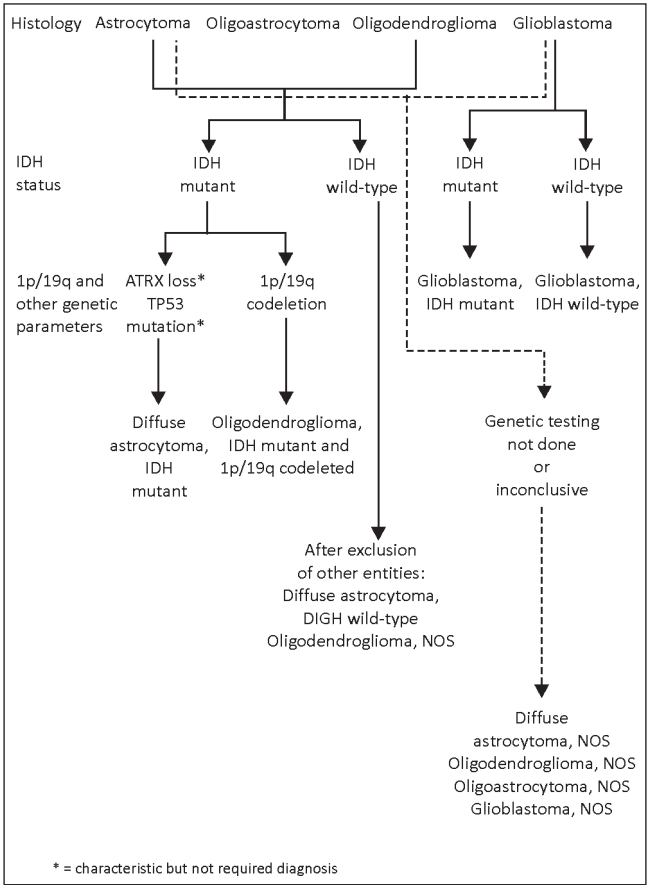 Histology Astrocytoma Oligoastrocytoma Oligodendroglioma Glioblastoma
IDH
status
IDH
mutant
IDH
wild-type
IDH
mutant
IDH
wild-type
1p/19q and
other genetic
parameters
ATRX loss*
TP53
mutation*
1p/19q
codeletion
Glioblastoma,
IDH mutant
Glioblastoma,
IDH wild-type
Diffuse
astrocytoma,
IDH
mutant
Oligodendroglioma,
IDH mutant and
1p/19q codeleted
Genetic testing
not done
or
inconclusive
After exclusion
of other entities:
Diffuse astrocytoma,
DIGH wild-type
Oligodendroglioma, NOS
Diffuse
astrocytoma, NOS
Oligodendroglioma, NOS
Oligoastrocytoma, NOS
Glioblastoma, NOS
* = characteristic but not required diagnosis